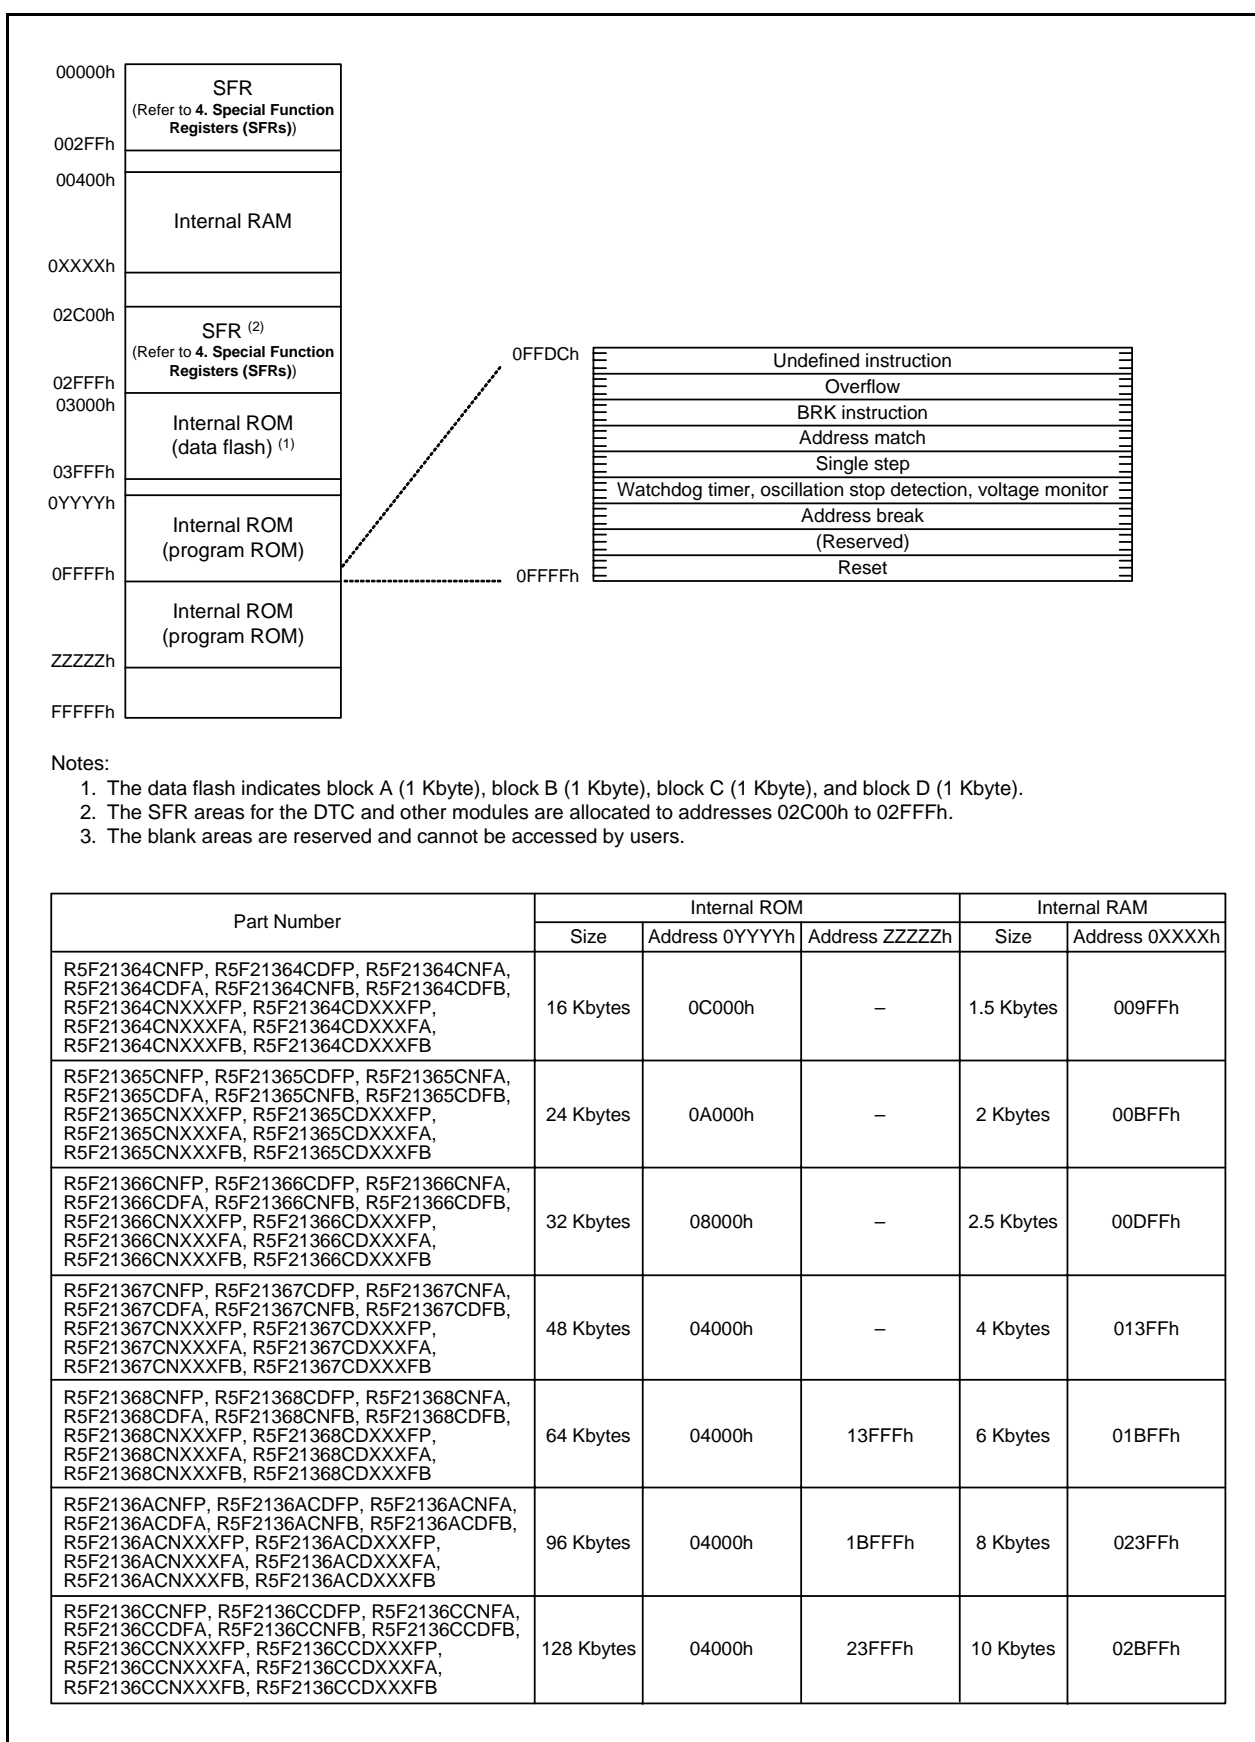 00000h
SFR
(Refer to 4. Special Function
Registers (SFRs))
002FFh
00400h
Internal RAM
0XXXXh
02C00h
SFR (2)
(Refer to 4. Special Function
Registers (SFRs))
02FFFh
03000h
Internal ROM
(data flash) (1)
03FFFh
0YYYYh
Internal ROM
(program ROM)
0FFFFh
Internal ROM
(program ROM)
ZZZZZh
FFFFFh
0FFDCh
Undefined instruction
Overflow
BRK instruction
Address match
Single step
Watchdog timer, oscillation stop detection, voltage monitor
Address break
(Reserved)
Reset
0FFFFh
Notes:
1. The data flash indicates block A (1 Kbyte), block B (1 Kbyte), block C (1 Kbyte), and block D (1 Kbyte).
2. The SFR areas for the DTC and other modules are allocated to addresses 02C00h to 02FFFh.
3. The blank areas are reserved and cannot be accessed by users.
Part Number Internal ROM Internal RAM
Size Address 0YYYYh Address ZZZZZh Size Address 0XXXXh
R5F21364CNFP, R5F21364CDFP, R5F21364CNFA,
R5F21364CDFA, R5F21364CNFB, R5F21364CDFB,
R5F21364CNXXXFP, R5F21364CDXXXFP,
R5F21364CNXXXFA, R5F21364CDXXXFA,
R5F21364CNXXXFB, R5F21364CDXXXFB
16 Kbytes 0C000h – 1.5 Kbytes 009FFh
R5F21365CNFP, R5F21365CDFP, R5F21365CNFA,
R5F21365CDFA, R5F21365CNFB, R5F21365CDFB,
R5F21365CNXXXFP, R5F21365CDXXXFP,
R5F21365CNXXXFA, R5F21365CDXXXFA,
R5F21365CNXXXFB, R5F21365CDXXXFB
24 Kbytes 0A000h – 2 Kbytes 00BFFh
R5F21366CNFP, R5F21366CDFP, R5F21366CNFA,
R5F21366CDFA, R5F21366CNFB, R5F21366CDFB,
R5F21366CNXXXFP, R5F21366CDXXXFP,
R5F21366CNXXXFA, R5F21366CDXXXFA,
R5F21366CNXXXFB, R5F21366CDXXXFB
32 Kbytes 08000h – 2.5 Kbytes 00DFFh
R5F21367CNFP, R5F21367CDFP, R5F21367CNFA,
R5F21367CDFA, R5F21367CNFB, R5F21367CDFB,
R5F21367CNXXXFP, R5F21367CDXXXFP,
R5F21367CNXXXFA, R5F21367CDXXXFA,
R5F21367CNXXXFB, R5F21367CDXXXFB
48 Kbytes 04000h – 4 Kbytes 013FFh
R5F21368CNFP, R5F21368CDFP, R5F21368CNFA,
R5F21368CDFA, R5F21368CNFB, R5F21368CDFB,
R5F21368CNXXXFP, R5F21368CDXXXFP,
R5F21368CNXXXFA, R5F21368CDXXXFA,
R5F21368CNXXXFB, R5F21368CDXXXFB
64 Kbytes 04000h 13FFFh 6 Kbytes 01BFFh
R5F2136ACNFP, R5F2136ACDFP, R5F2136ACNFA,
R5F2136ACDFA, R5F2136ACNFB, R5F2136ACDFB,
R5F2136ACNXXXFP, R5F2136ACDXXXFP,
R5F2136ACNXXXFA, R5F2136ACDXXXFA,
R5F2136ACNXXXFB, R5F2136ACDXXXFB
96 Kbytes 04000h 1BFFFh 8 Kbytes 023FFh
R5F2136CCNFP, R5F2136CCDFP, R5F2136CCNFA,
R5F2136CCDFA, R5F2136CCNFB, R5F2136CCDFB,
R5F2136CCNXXXFP, R5F2136CCDXXXFP,
R5F2136CCNXXXFA, R5F2136CCDXXXFA,
R5F2136CCNXXXFB, R5F2136CCDXXXFB
128 Kbytes 04000h 23FFFh 10 Kbytes 02BFFh